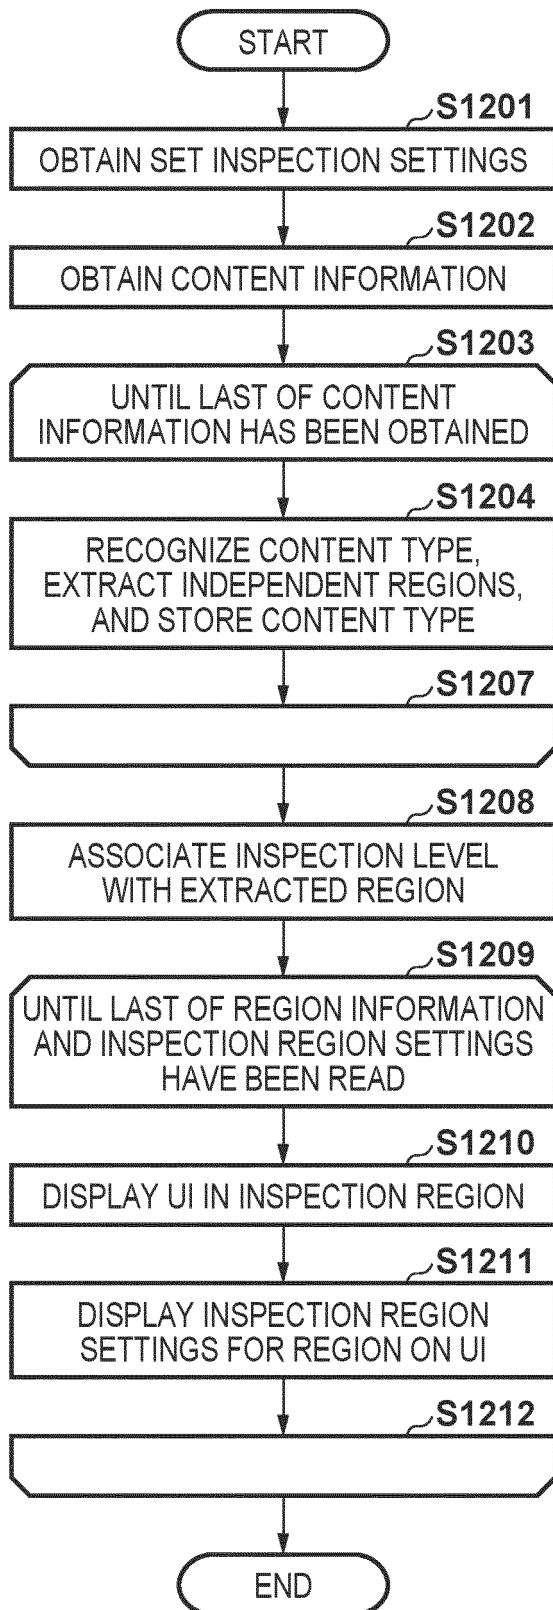 START
S1201
OBTAIN SET INSPECTION SETTINGS
S1202
OBTAIN CONTENT INFORMATION
S1203
UNTIL LAST OF CONTENT
INFORMATION HAS BEEN OBTAINED
S1204
RECOGNIZE CONTENT TYPE,
EXTRACT INDEPENDENT REGIONS,
AND STORE CONTENT TYPE
S1207
S1208
ASSOCIATE INSPECTION LEVEL
WITH EXTRACTED REGION
S1209
UNTIL LAST OF REGION INFORMATION
AND INSPECTION REGION SETTINGS
HAVE BEEN READ
S1210
DISPLAY UI IN INSPECTION REGION
S1211
DISPLAY INSPECTION REGION
SETTINGS FOR REGION ON UI
S1212
END